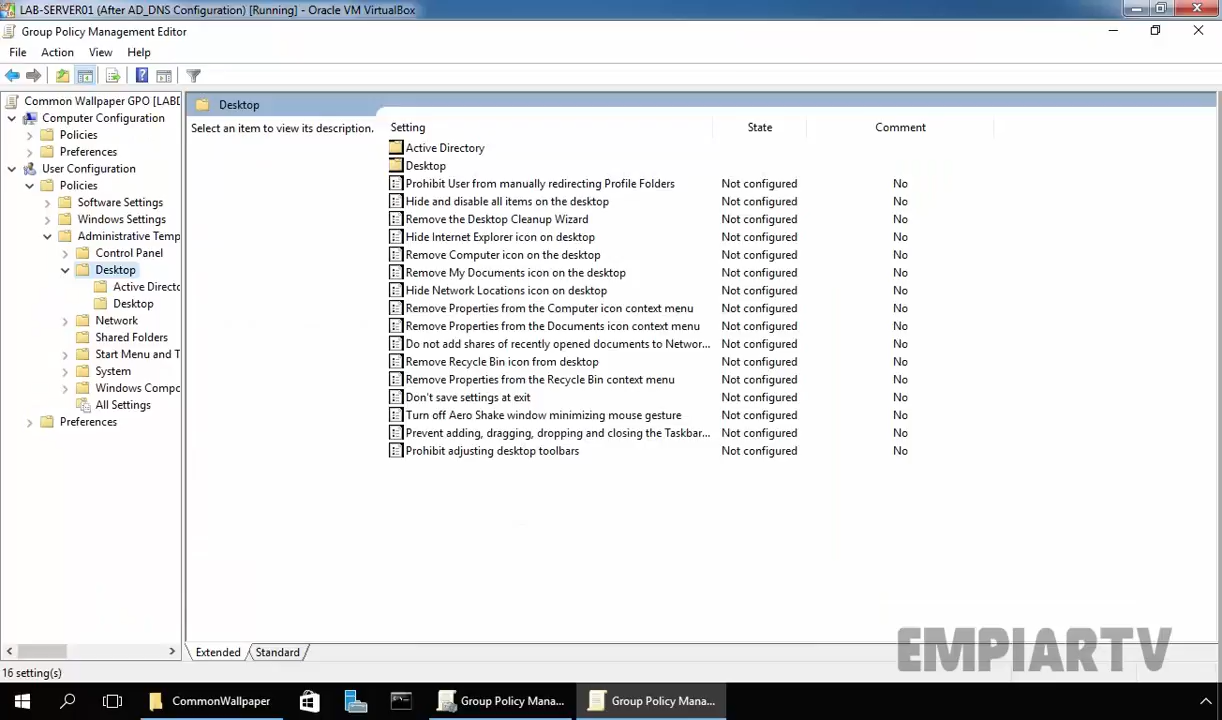 LAB-SERVER01 (After AD_DNS Configuration) [Running] - Oracle VM VirtualBox
Group Policy Management Editor
File Action View Help
Common Wallpaper GPO [LABD
Computer Configuration
Policies
Preferences
User Configuration
Policies
Software Settings
Windows Settings
Administrative Temp
Control Panel
Desktop
Active Directo
Desktop
Network
Shared Folders
Start Menu and T
System
Windows Compo
All Settings
Preferences
Desktop
Select an item to view its description.
Setting State Comment
Active Directory
Desktop
Prohibit User from manually redirecting Profile Folders Not configured No
Hide and disable all items on the desktop Not configured No
Remove the Desktop Cleanup Wizard Not configured No
Hide Internet Explorer icon on desktop Not configured No
Remove Computer icon on the desktop Not configured No
Remove My Documents icon on the desktop Not configured No
Hide Network Locations icon on desktop Not configured No
Remove Properties from the Computer icon context menu Not configured No
Remove Properties from the Documents icon context menu Not configured No
Do not add shares of recently opened documents to Networ... Not configured No
Remove Recycle Bin icon from desktop Not configured No
Remove Properties from the Recycle Bin context menu Not configured No
Don't save settings at exit Not configured No
Turn off Aero Shake window minimizing mouse gesture Not configured No
Prevent adding, dragging, dropping and closing the Taskbar... Not configured No
Prohibit adjusting desktop toolbars Not configured No
Extended Standard
EMPIARTV
16 setting(s)
CommonWallpaper Group Policy Mana... Group Policy Mana...